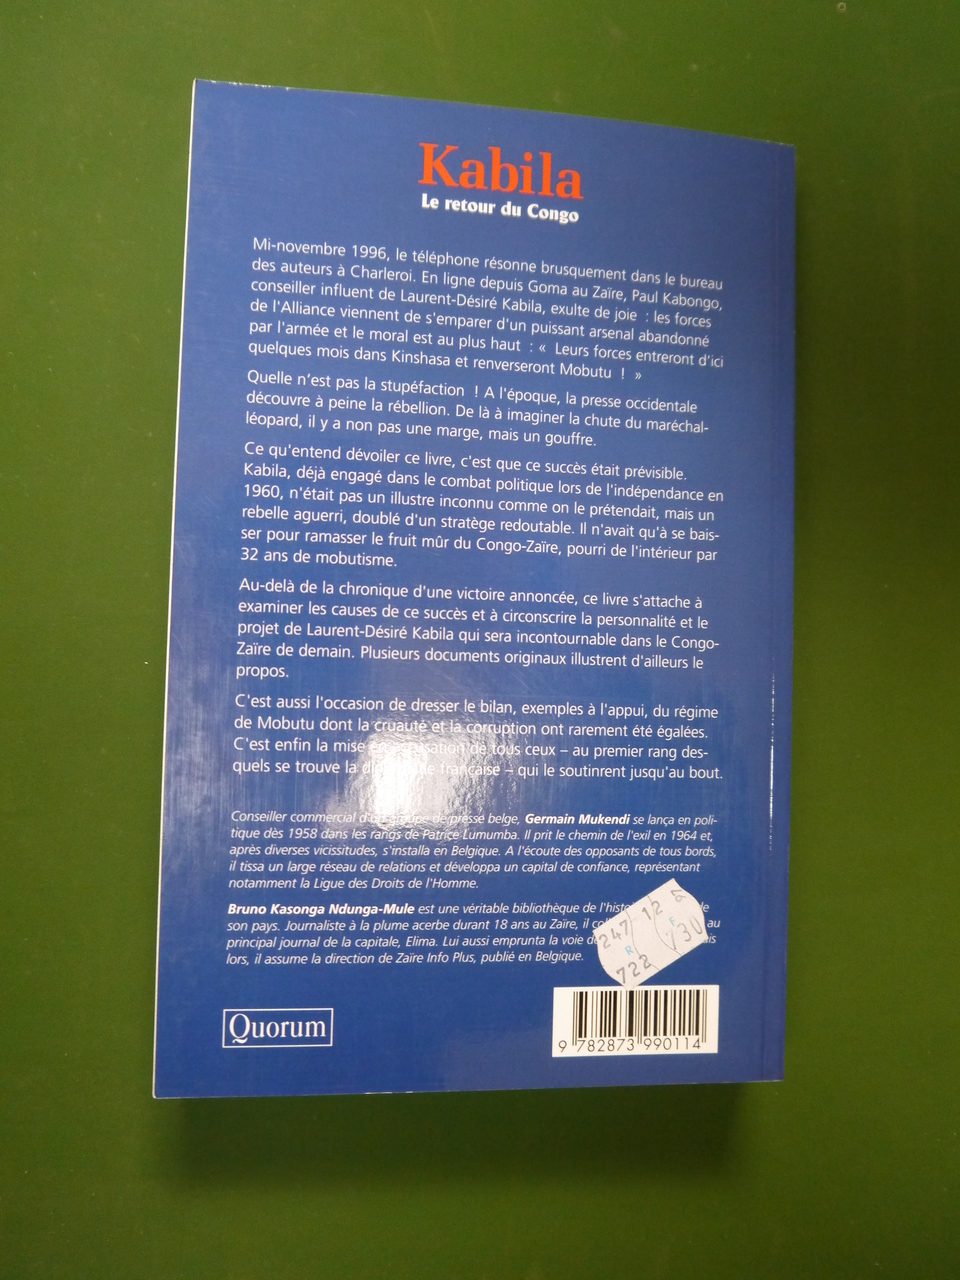 Kabila
Le retour du Congo
Mi-novembre 1996, le téléphone résonne brusquement dans le bureau
des auteurs à Charleroi. En ligne depuis Goma au Zaïre, Paul Kabongo,
conseiller influent de Laurent-Désiré Kabila, exulte de joie : les forces
de l'Alliance viennent de s'emparer d'un puissant arsenal abandonné
par l'armée et le moral est au plus haut : « Leurs forces entreront d'ici
quelques mois dans Kinshasa et renverseront Mobutu ! »
Quelle n'est pas la stupéfaction ! A l'époque, la presse occidentale
découvre à peine la rébellion. De là à imaginer la chute du maréchal-
léopard, il y a non pas une marge, mais un gouffre.
Ce qu'entend dévoiler ce livre, c'est que ce succès était prévisible.
Kabila, déjà engagé dans le combat politique lors de l'indépendance en
1960, n'était pas un illustre inconnu comme on le prétendait, mais un
rebelle aguerri, doublé d'un stratège redoutable. Il n'avait qu'à se bais-
ser pour ramasser le fruit mûr du Congo-Zaïre, pourri de l'intérieur par
32 ans de mobutisme.
Au-delà de la chronique d'une victoire annoncée, ce livre s'attache à
examiner les causes de ce succès et à circonscrire la personnalité et le
projet de Laurent-Désiré Kabila qui sera incontournable dans le Congo-
Zaïre de demain. Plusieurs documents originaux illustrent d'ailleurs le
propos.
C'est aussi l'occasion de dresser le bilan, exemples à l'appui, du régime
de Mobutu dont la cruauté et la corruption ont rarement été égalées.
C'est enfin la mise en accusation de tous ceux – au premier rang des-
quels se trouve la française – qui le soutinrent jusqu'au bout.
Conseiller commercial d'un groupe de presse belge, Germain Mukendi se lança en poli-
tique dès 1958 dans les rangs de Patrice Lumumba. Il prit le chemin de l'exil en 1964 et,
après diverses vicissitudes, s'installa en Belgique. A l'écoute des opposants de tous bords,
il tissa un large réseau de relations et développa un capital de confiance, représentant
notamment la Ligue des Droits de l'Homme.
Bruno Kasonga Ndunga-Mule est une véritable bibliothèque de
son pays. Journaliste à la plume acerbe durant 18 ans au Zaïre, il au
principal journal de la capitale, Elima. Lui aussi emprunta la voie
lors, il assume la direction de Zaïre Info Plus, publié en Belgique.
247 12
722 30
Quorum
9 782873 990114